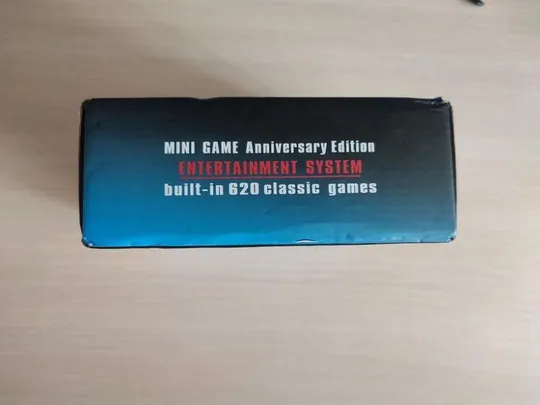 MINI GAME Anniversary Edition
ENTERTAINMENT SYSTEM
built-in 620 classic games